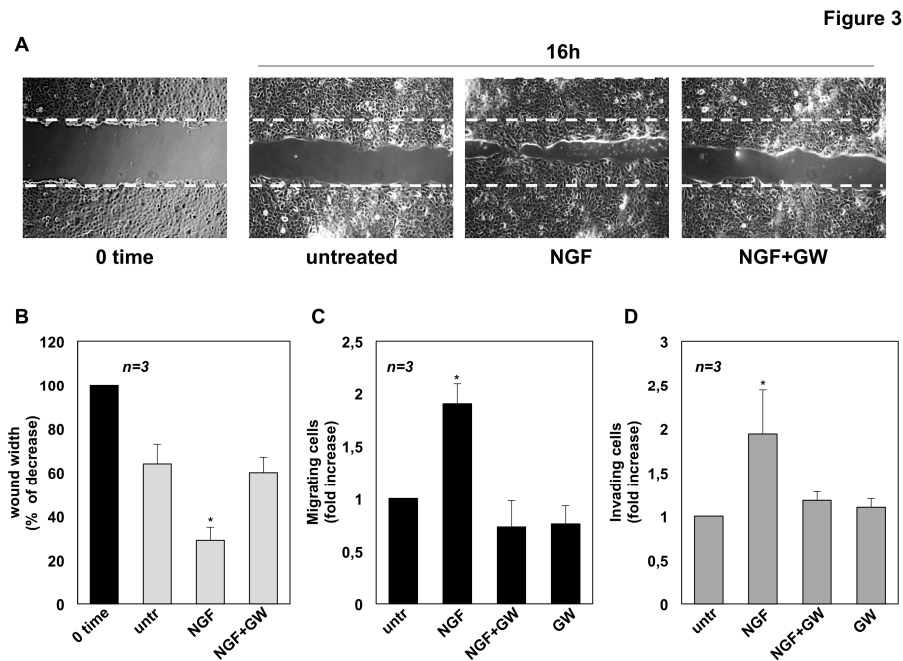 Figure 3
A
16h
0 time
untreated
NGF
NGF+GW
B
n=3
wound width
(% of decrease)
120
100
80
60
40
20
0
*
0 time
untr
NGF
NGF+GW
C
n=3
Migrating cells
(fold increase)
2,5
2
1,5
1
0,5
0
*
untr
NGF
NGF+GW
GW
D
n=3
Invading cells
(fold increase)
3
2,5
2
1,5
1
0,5
0
*
untr
NGF
NGF+GW
GW